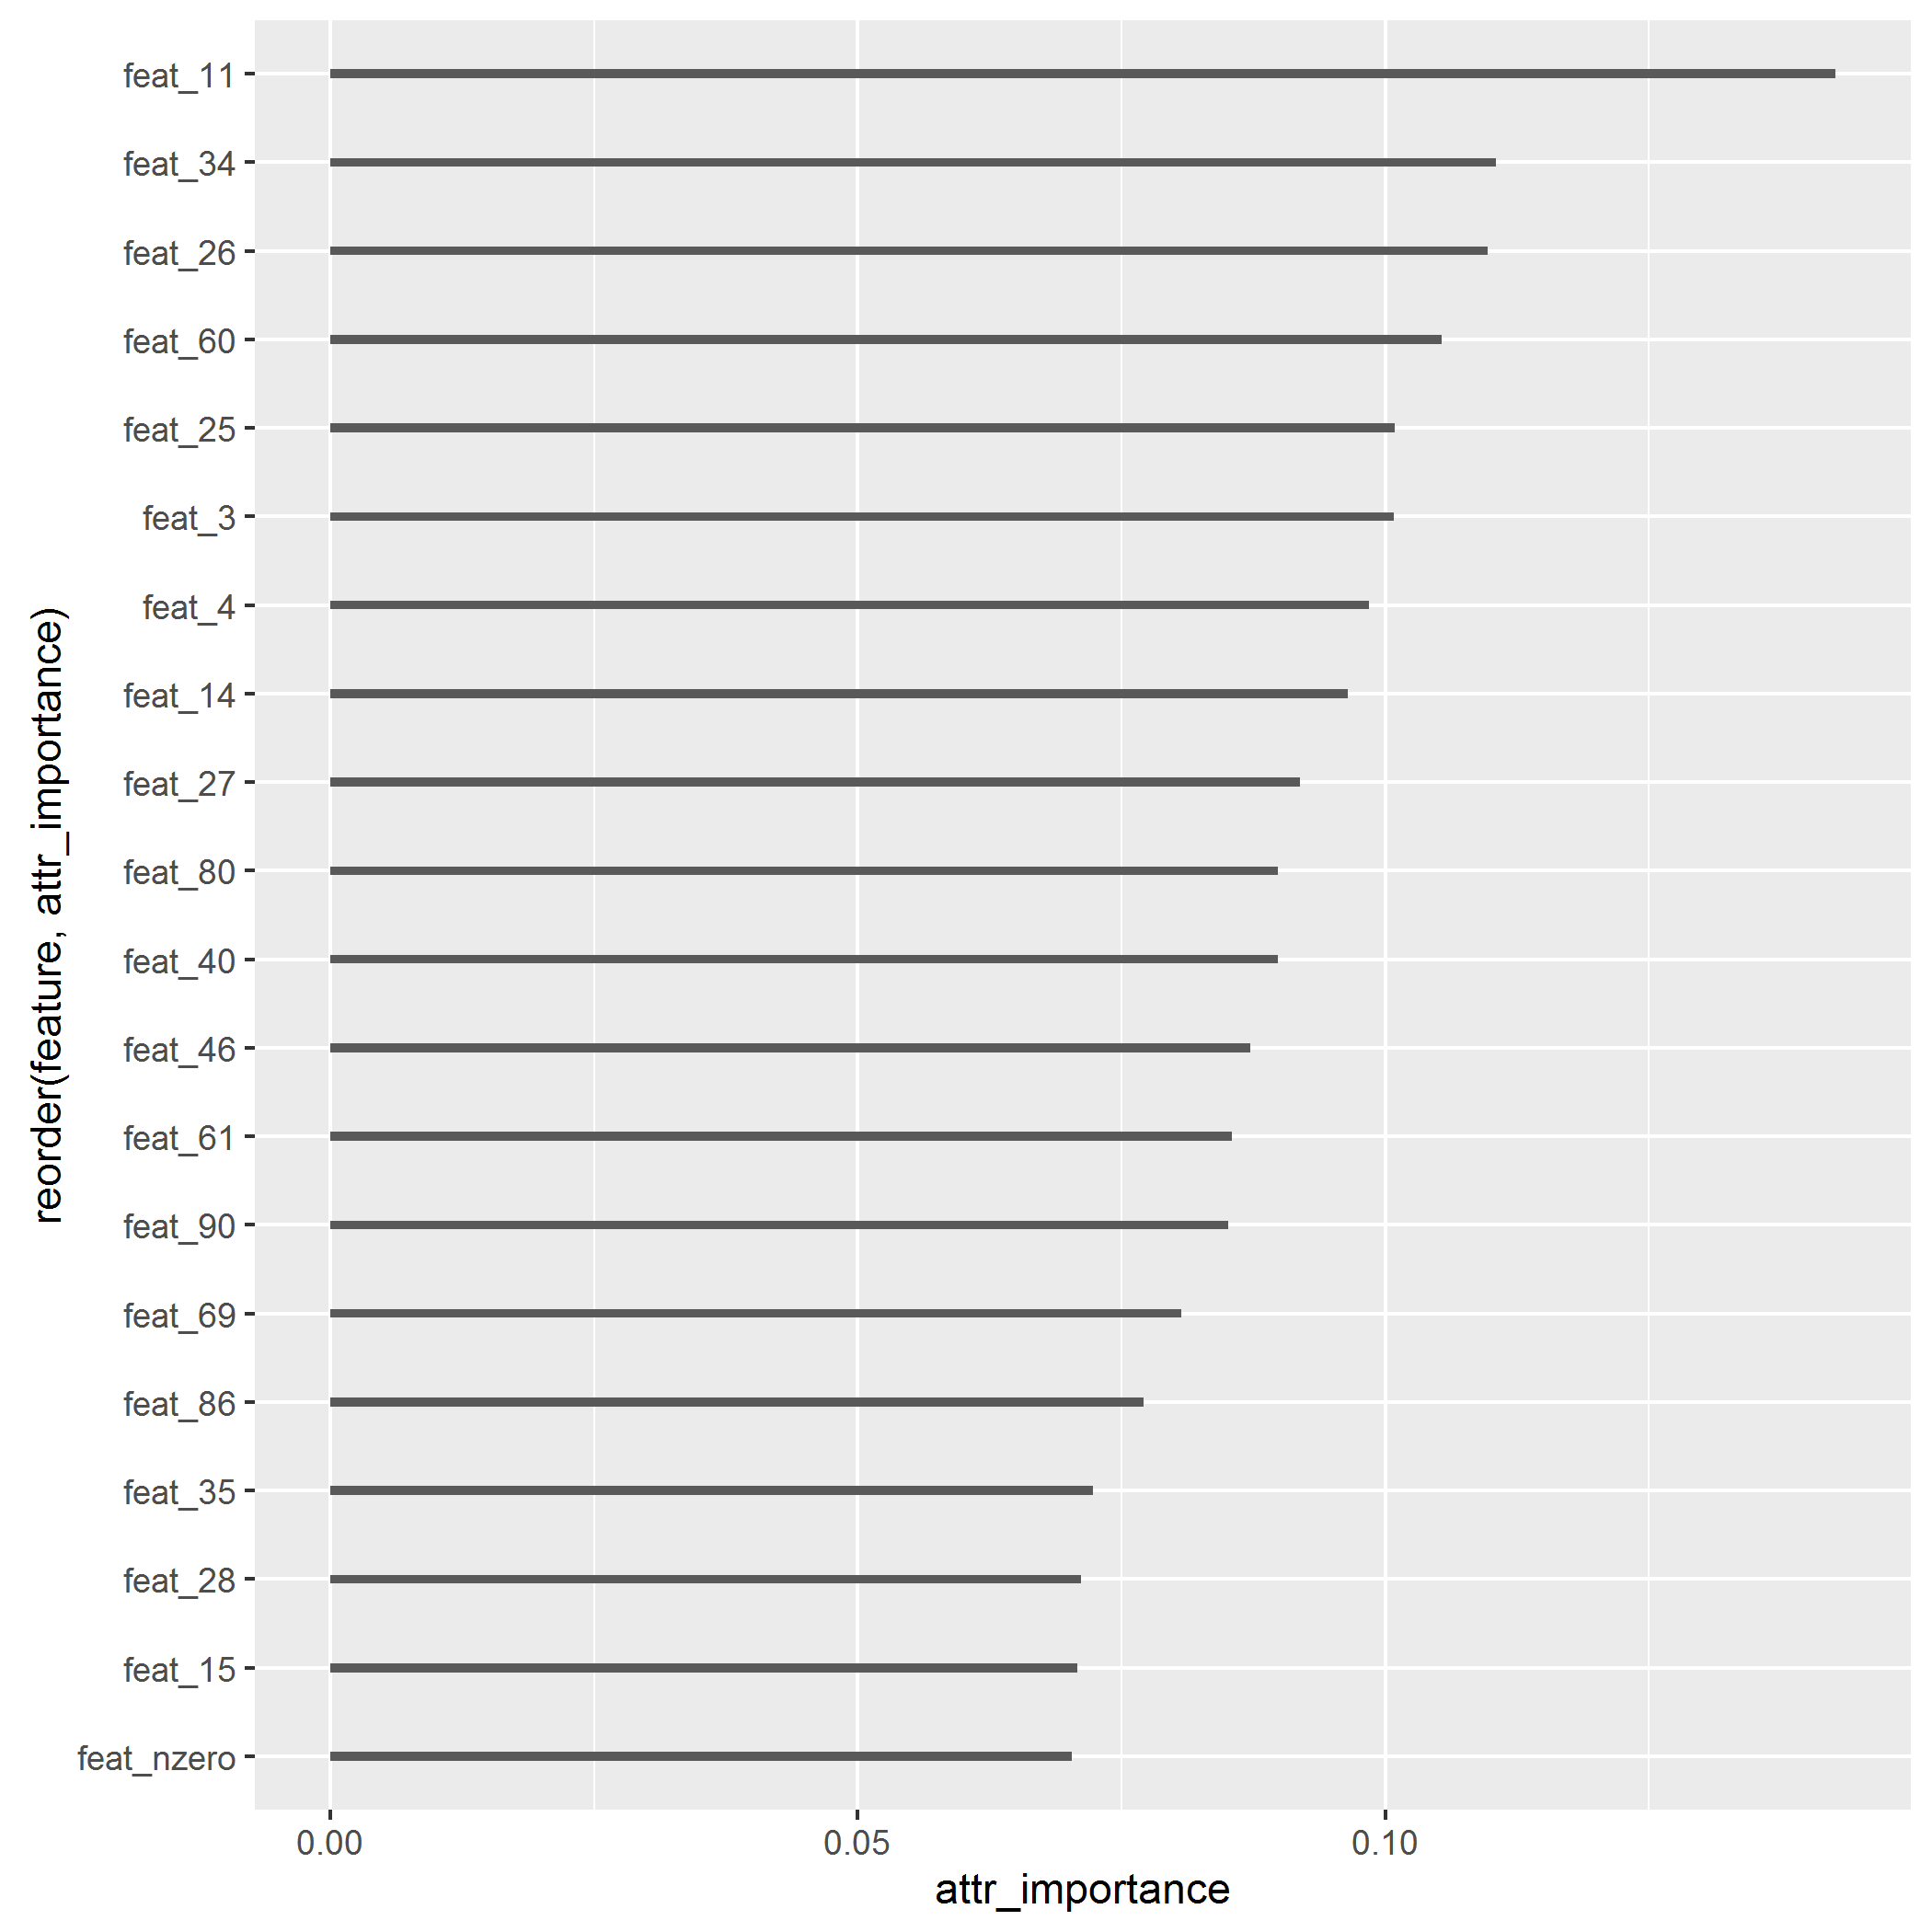 feat_11
feat_34
feat_26
feat_60
feat_25
feat_3
feat_4
feat_14
feat_27
feat_80
feat_40
feat_46
feat_61
feat_90
feat_69
feat_86
feat_35
feat_28
feat_15
feat_nzero
reorder(feature, attr_importance)
0.00 0.05 0.10
attr_importance